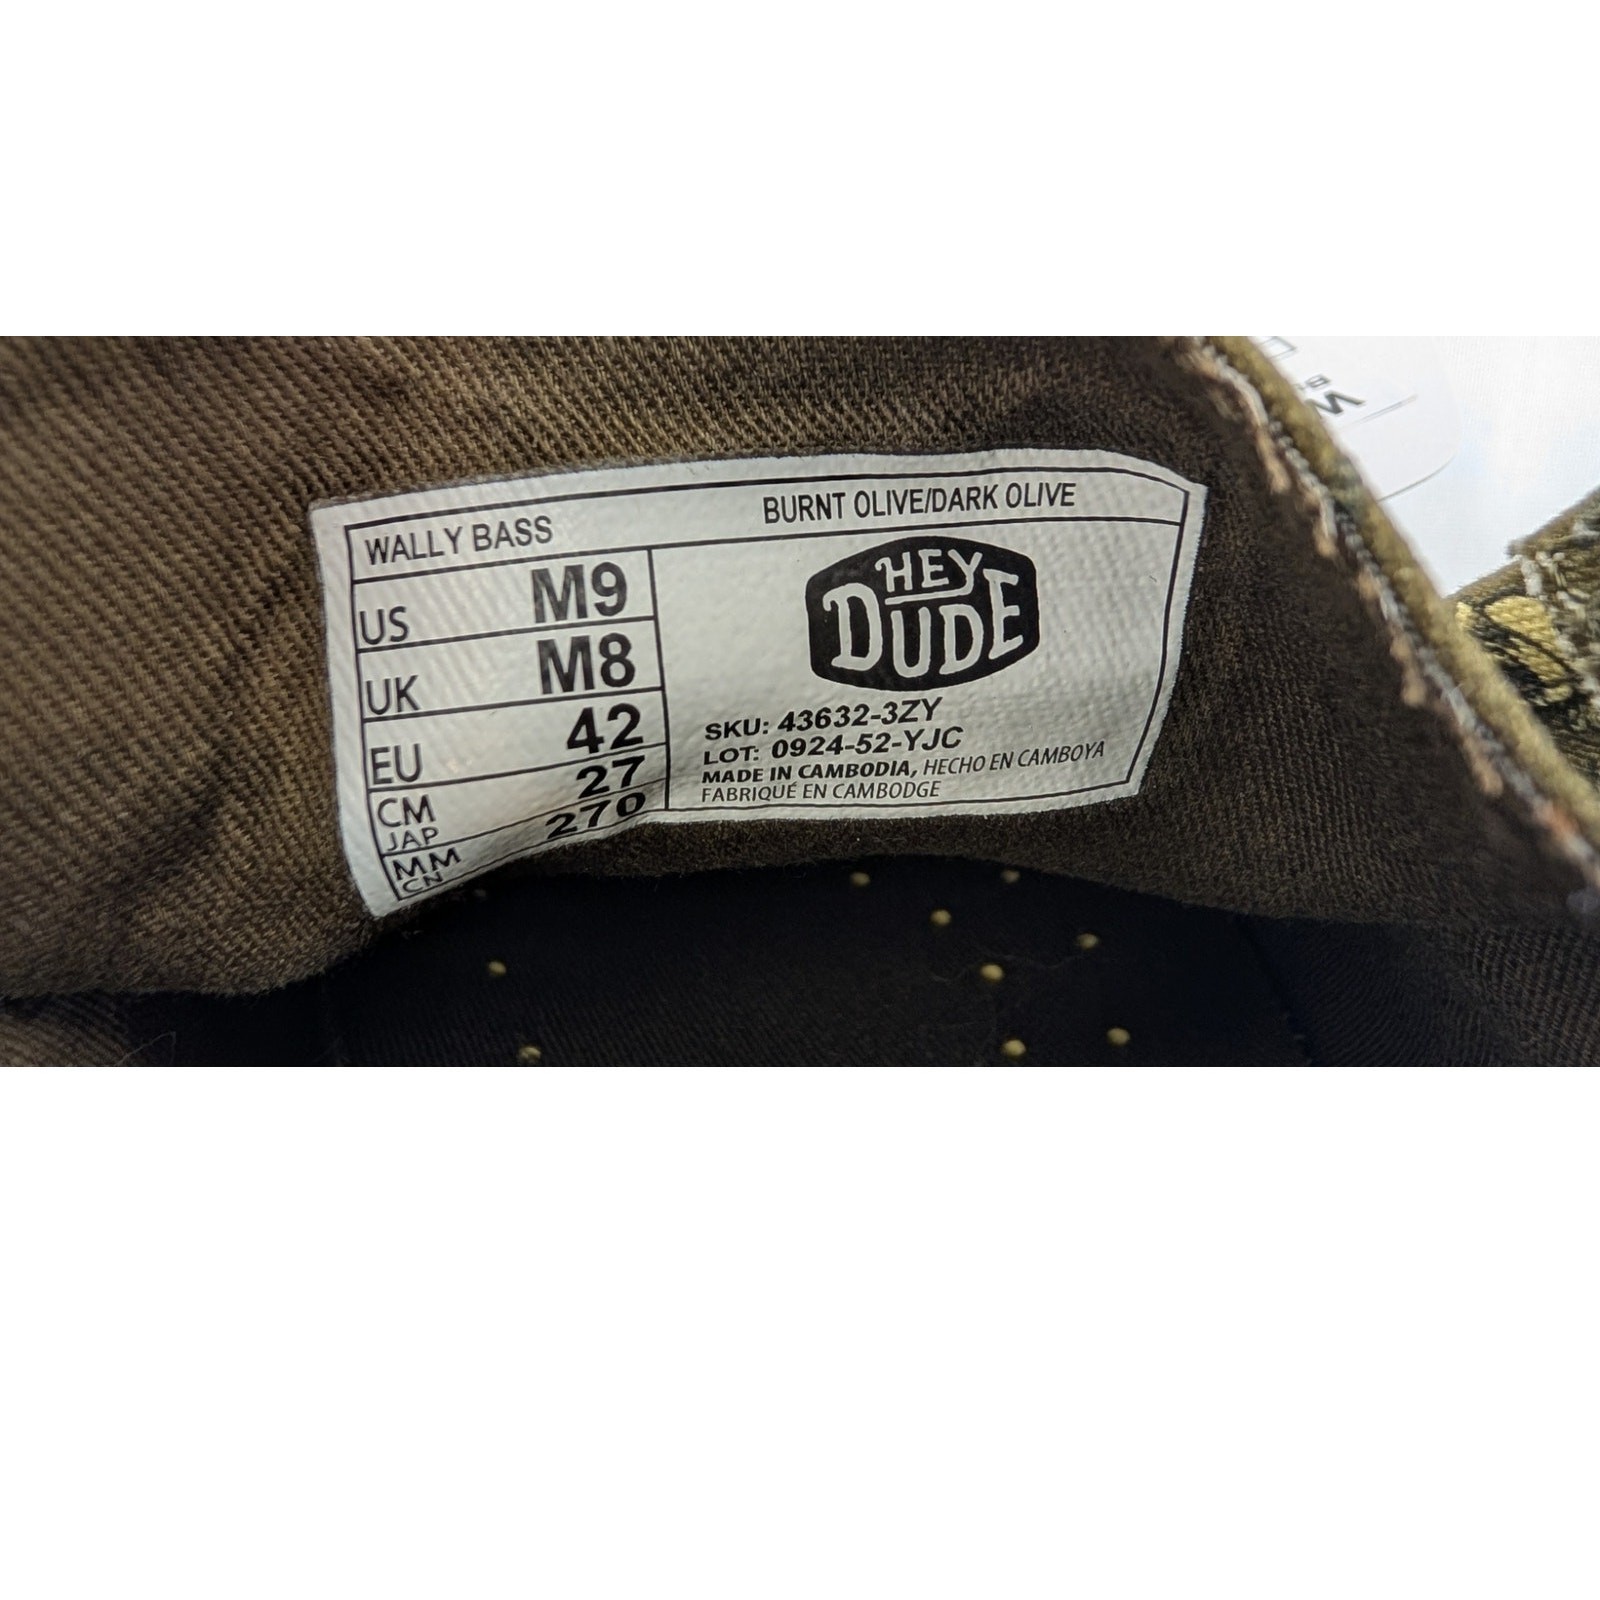 WALLY BASS BURNT OLIVE/DARK OLIVE
US M9
UK M8
EU 42
CM JAP 27
MM CN 270
HEY
DUDE
SKU: 43632-3ZY
LOT: 0924-52-YJC
MADE IN CAMBODIA, HECHO EN CAMBOYA
FABRIQUÉ EN CAMBODGE